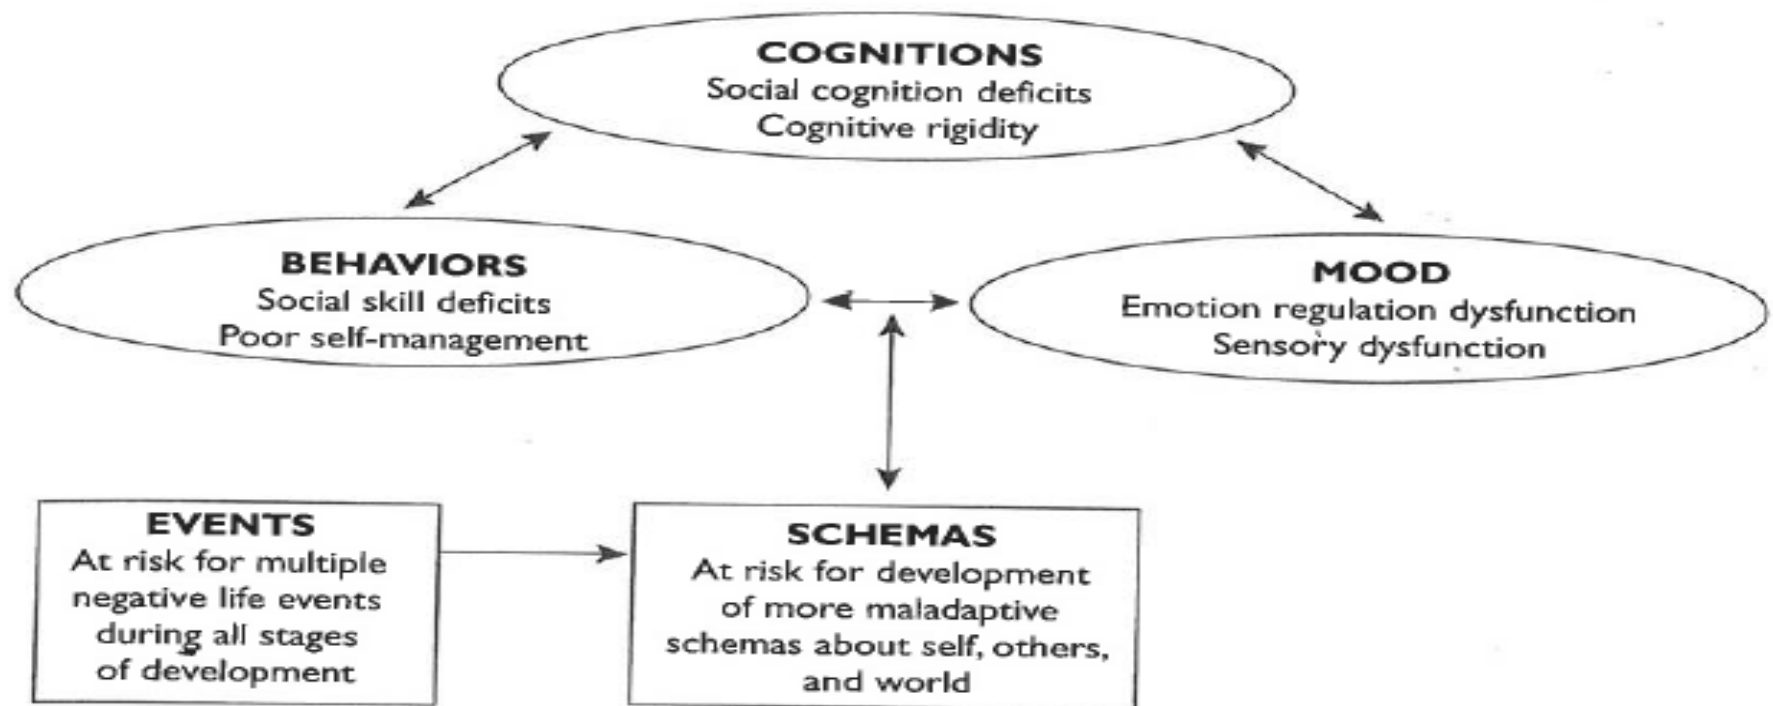 COGNITIONS
Social cognition deficits
Cognitive rigidity
BEHAVIORS
Social skill deficits
Poor self-management
MOOD
Emotion regulation dysfunction
Sensory dysfunction
EVENTS
At risk for multiple
negative life events
during all stages
of development
SCHEMAS
At risk for development
of more maladaptive
schemas about self, others,
and world